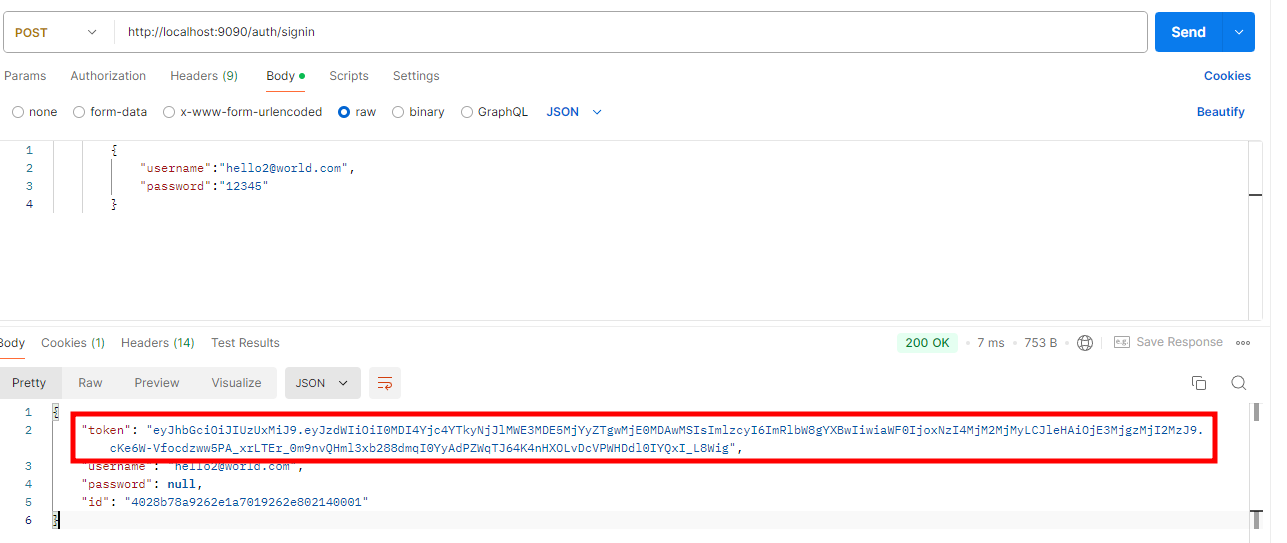 POST http://localhost:9090/auth/signin Send
Params Authorization Headers (9) Body Scripts Settings Cookies
none form-data x-www-form-urlencoded raw binary GraphQL JSON Beautify
1 {
2 "username":"hello2@world.com",
3 "password":"12345"
4 }
Body Cookies (1) Headers (14) Test Results 200 OK 7 ms 753 B e.g. Save Response
Pretty Raw Preview Visualize JSON
1 {
2 "token": "eyJhbGciOiJIUzUxMiJ9.eyJzdWIiOiI0MDI4Yjc4YTkyNjJlMWE3MDE5MjYyZTgwMjE0MDAwMSIsImlzcyI6ImRlbW8gYXBwIiwiaWF0IjoxNzI4MjM2MjMyLCJleHAiOjE3MjgzMjI2MzJ9.
cKe6W-Vfocdzww5PA_xrLTEr_0m9nvQHml3xb288dmqI0YyAdPZWqTJ64K4nHXOLvDcVPWHDdl0IYQxI_L8Wig",
3 "username": "hello2@world.com",
4 "password": null,
5 "id": "4028b78a9262e1a7019262e802140001"
6 }